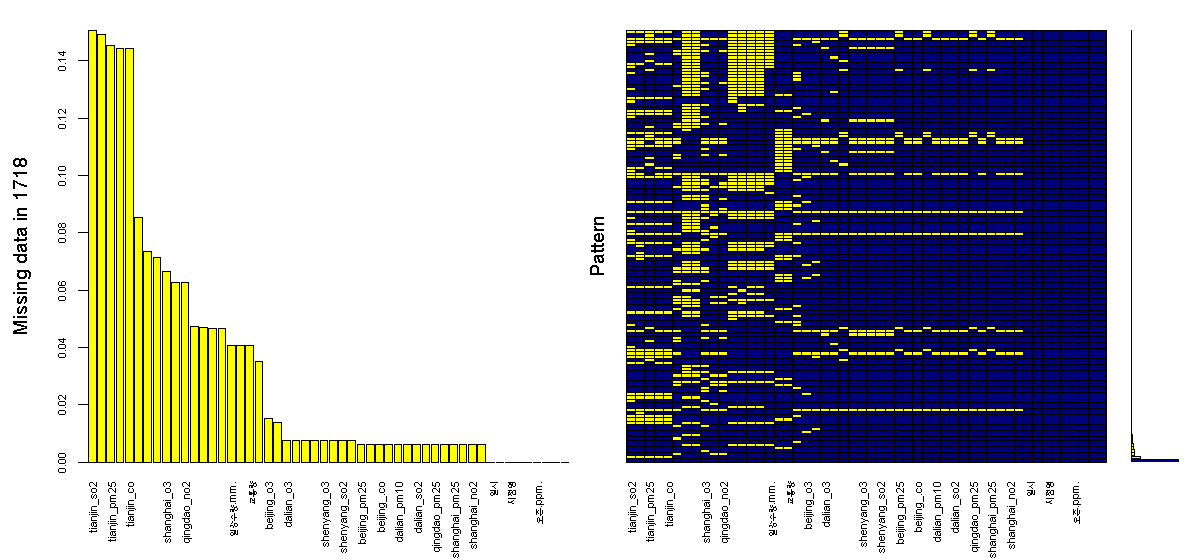 Missing data in 1718
0.14
0.12
0.10
0.08
0.06
0.04
0.02
0.00
tianjin_so2
tianjin_pm25
tianjin_co
shanghai_o3
qingdao_no2
일강수량.mm.
교통량
beijing_o3
dalian_o3
shenyang_o3
shenyang_so2
beijing_pm25
beijing_co
dalian_pm10
dalian_so2
qingdao_pm25
shanghai_pm25
shanghai_no2
일시
지점명
오존.ppm.
Pattern
tianjin_so2
tianjin_pm25
tianjin_co
shanghai_o3
qingdao_no2
일강수량.mm.
교통량
beijing_o3
dalian_o3
shenyang_o3
shenyang_so2
beijing_pm25
beijing_co
dalian_pm10
dalian_so2
qingdao_pm25
shanghai_pm25
shanghai_no2
일시
지점명
오존.ppm.